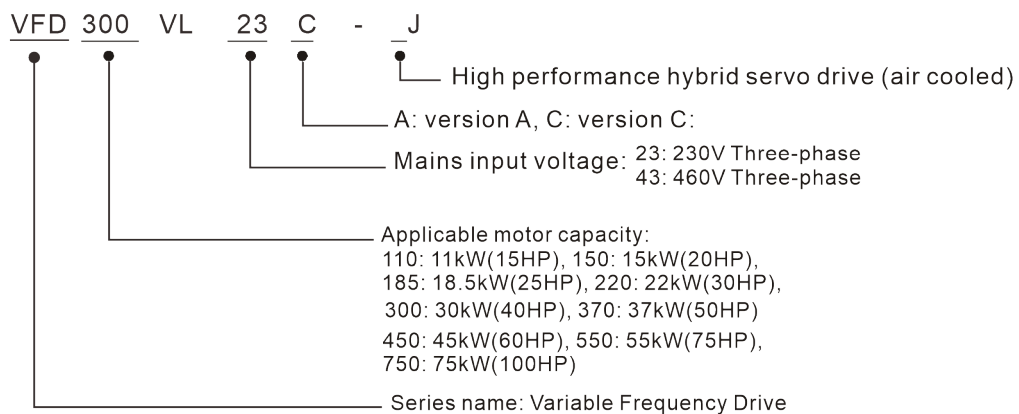 VFD 300 VL 23 C - _J
High performance hybrid servo drive (air cooled)
A: version A, C: version C:
Mains input voltage: 23: 230V Three-phase
43: 460V Three-phase
Applicable motor capacity:
110: 11kW(15HP), 150: 15kW(20HP),
185: 18.5kW(25HP), 220: 22kW(30HP),
300: 30kW(40HP), 370: 37kW(50HP)
450: 45kW(60HP), 550: 55kW(75HP),
750: 75kW(100HP)
Series name: Variable Frequency Drive